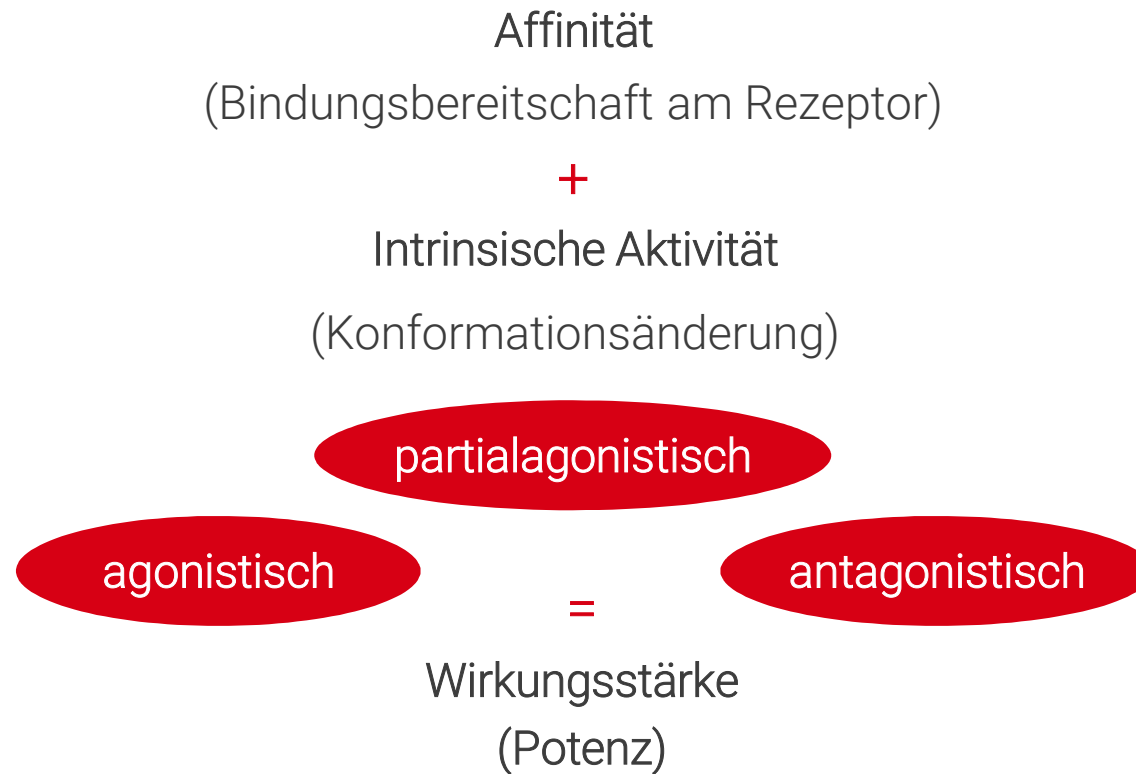 Affinität
(Bindungsbereitschaft am Rezeptor)
+
Intrinsische Aktivität
(Konformationsänderung)
partialagonistisch
agonistisch
antagonistisch
=
Wirkungsstärke
(Potenz)